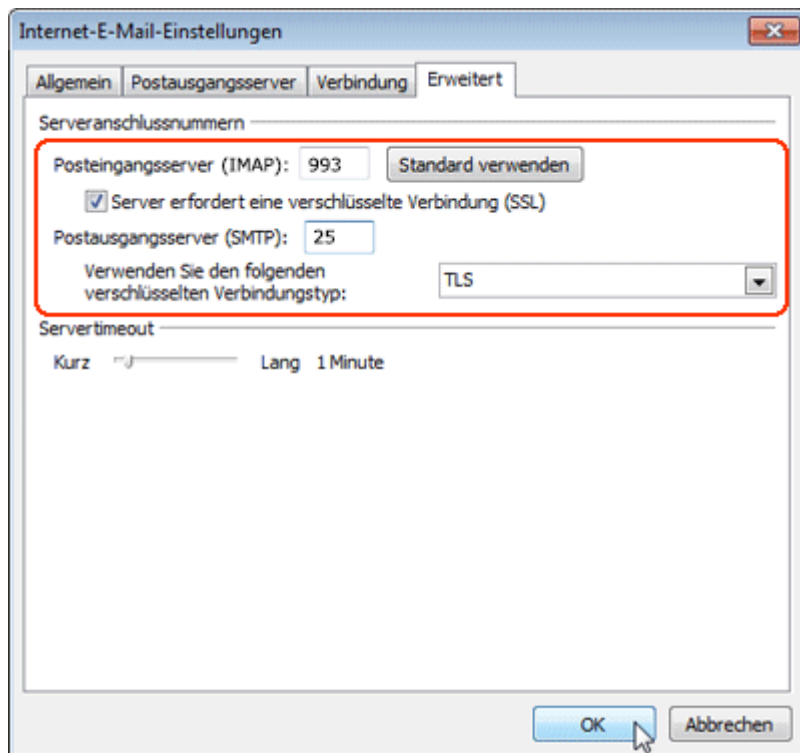 Internet-E-Mail-Einstellungen
Allgemein Postausgangsserver Verbindung Erweitert
Serveranschlussnummern
Posteingangsserver (IMAP): 993 Standard verwenden
Server erfordert eine verschlüsselte Verbindung (SSL)
Postausgangsserver (SMTP): 25
Verwenden Sie den folgenden
verschlüsselten Verbindungstyp: TLS
Servertimeout
Kurz Lang 1 Minute
OK Abbrechen